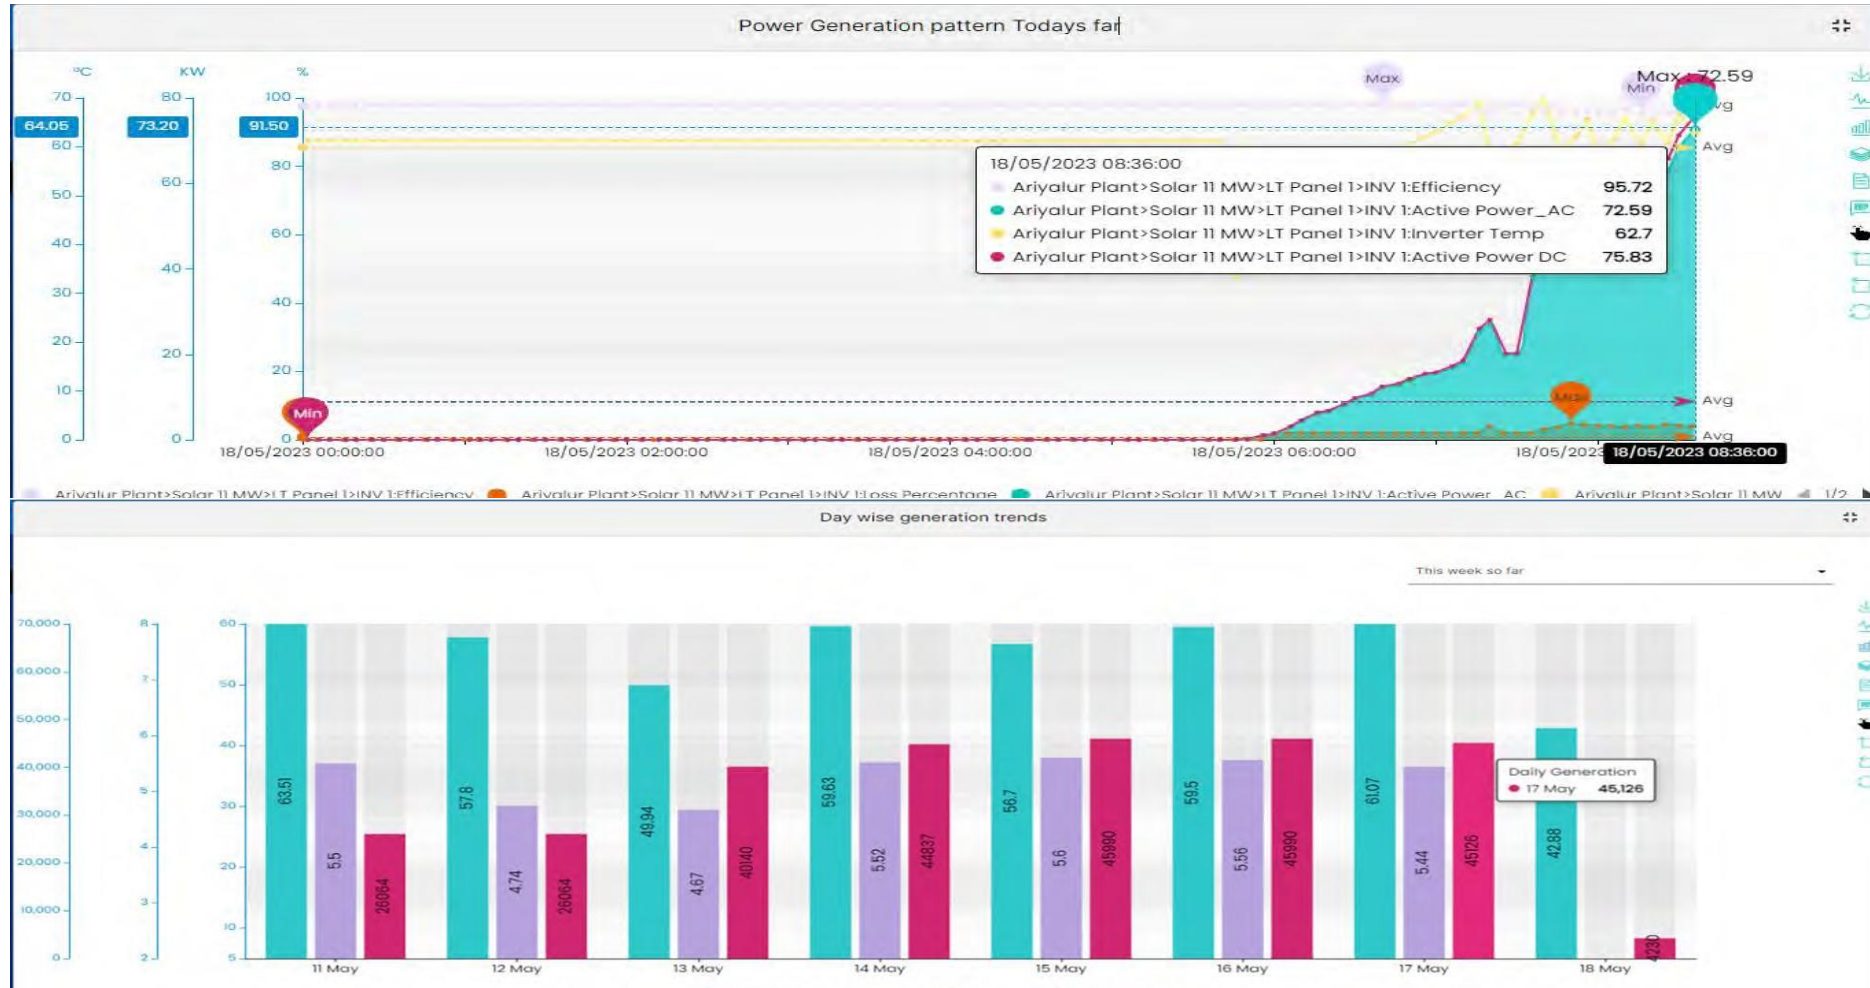 Power Generation pattern Todays far
°C KW %
Max Max : 72.59
Min
70 80 100
vg
64.05 73.20 91.50
60
Avg
18/05/2023 08:36:00
80
Ariyalur Plant>Solar 11 MW>LT Panel 1>INV 1:Efficiency 95.72
50 60
Ariyalur Plant>Solar 11 MW>LT Panel 1>INV 1:Active Power_AC 72.59
60
Ariyalur Plant>Solar 11 MW>LT Panel 1>INV 1:Inverter Temp 62.7
40
Ariyalur Plant>Solar 11 MW>LT Panel 1>INV 1:Active Power DC 75.83
40
30 40
20 20
20
10
Max
Avg
Min
Avg
0 0 0
18/05/2023 00:00:00 18/05/2023 02:00:00 18/05/2023 04:00:00 18/05/2023 06:00:00 18/05/2023 18/05/2023 08:36:00
Ariyalur Plant>Solar 11 MW>LT Panel 1>INV 1:Efficiency Ariyalur Plant>Solar 11 MW>LT Panel 1>INV 1:Loss Percentage Ariyalur Plant>Solar 11 MW>LT Panel 1>INV 1:Active Power_AC Ariyalur Plant>Solar 11 MW 1/2
Day wise generation trends
This week so far
70,000 8 60
60,000 7 50
50,000
6 40
40,000
Daily Generation
17 May 45,126
5 30
30,000
63.51 5.5 26064 57.8 4.74 26064 49.94 4.67 40140 59.63 5.52 44837 56.7 5.6 45990 59.5 5.56 45990 61.07 5.44 45126 42.88 4230
4
20,000 20
3 10
10,000
0 2 5
11 May 12 May 13 May 14 May 15 May 16 May 17 May 18 May